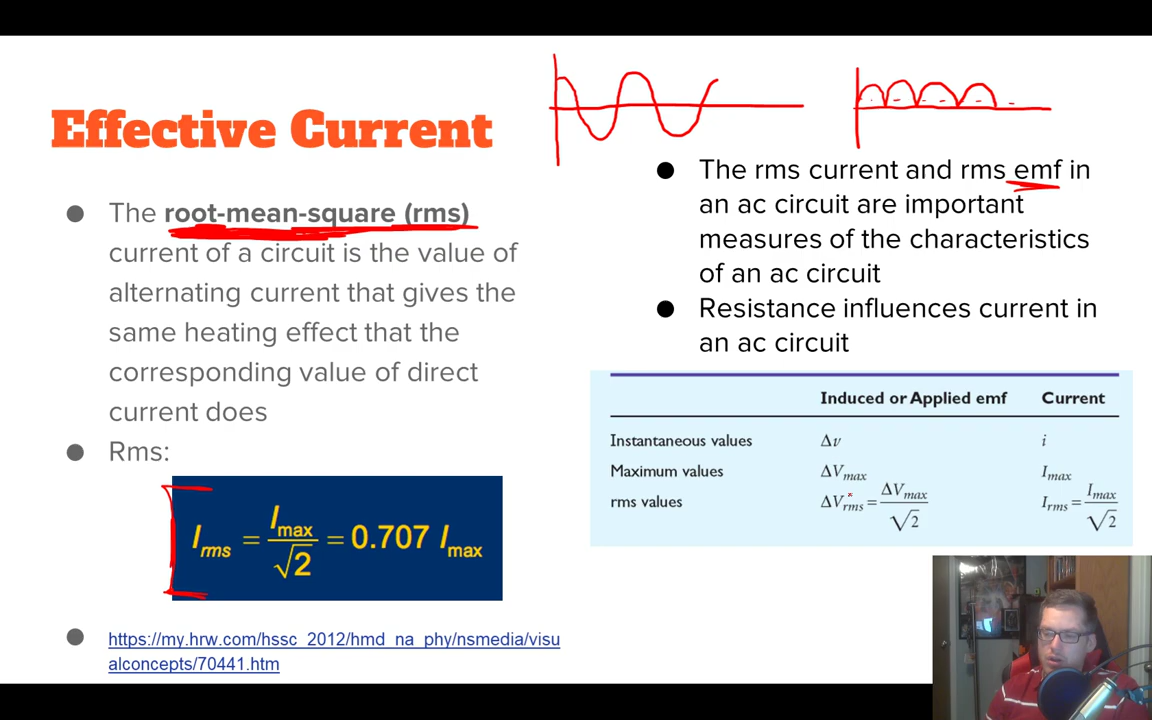 Effective Current
The root-mean-square (rms)
current of a circuit is the value of
alternating current that gives the
same heating effect that the
corresponding value of direct
current does
Rms:
I_rms = I_max/√2 = 0.707 I_max
https://my.hrw.com/hssc_2012/hmd_na_phy/nsmedia/visu
alconcepts/70441.htm
The rms current and rms emf in
an ac circuit are important
measures of the characteristics
of an ac circuit
Resistance influences current in
an ac circuit
Induced or Applied emf Current
Instantaneous values Δv i
Maximum values ΔV_max I_max
rms values ΔV_rms = ΔV_max/√2 I_rms = I_max/√2